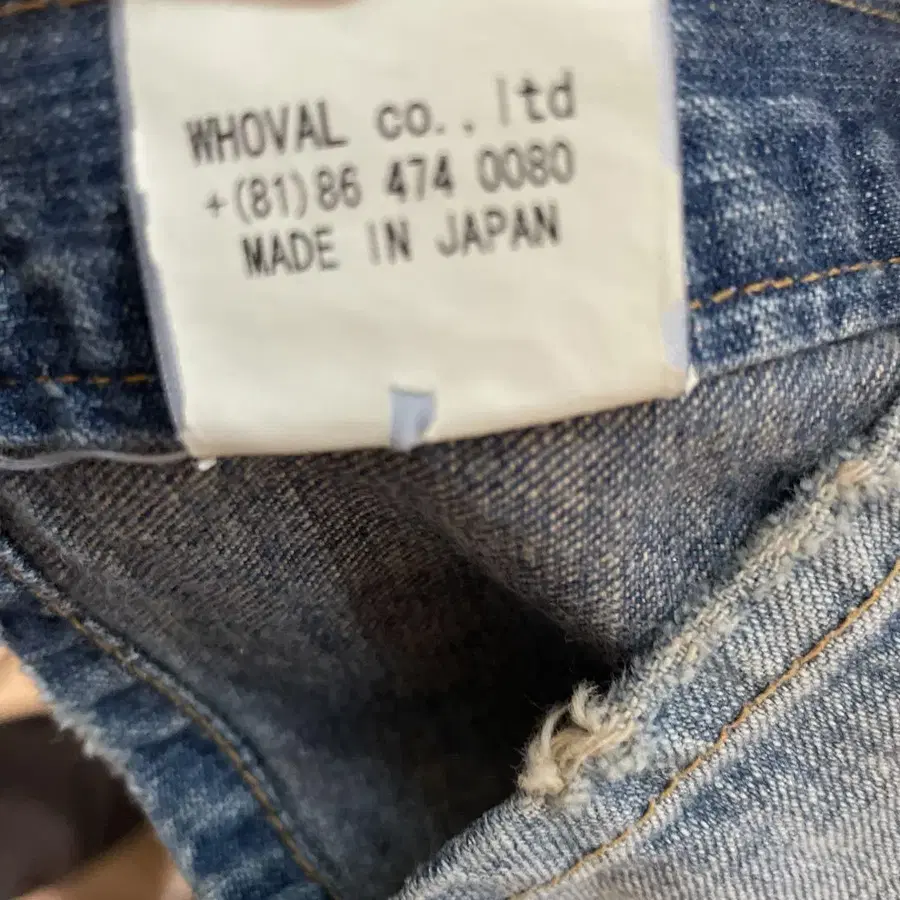 WHOVAL co.,ltd
+(81)86 474 0080
MADE IN JAPAN